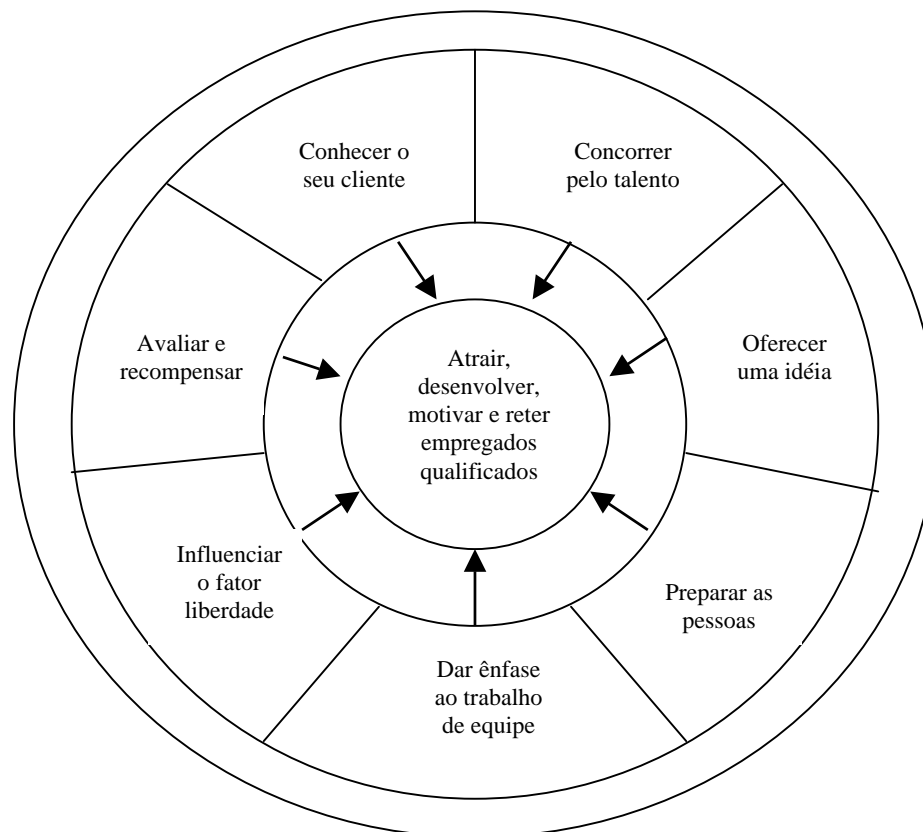 Conhecer o
seu cliente
Concorrer
pelo talento
Avaliar e
recompensar
Atrair,
desenvolver,
motivar e reter
empregados
qualificados
Oferecer
uma idéia
Influenciar
o fator
liberdade
Preparar as
pessoas
Dar ênfase
ao trabalho
de equipe